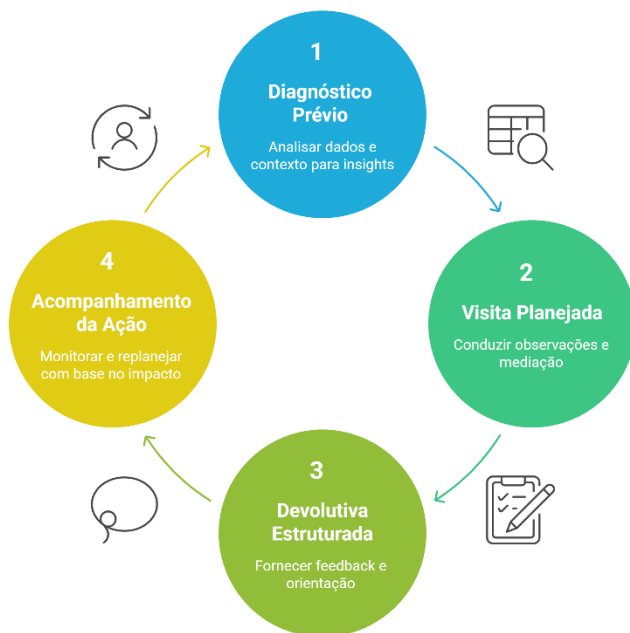 1
Diagnóstico
Prévio
Analisar dados e
contexto para insights
2
Visita Planejada
Conduzir observações e
mediação
3
Devolutiva
Estruturada
Fornecer feedback e
orientação
4
Acompanhamento
da Ação
Monitorar e replanejar
com base no impacto